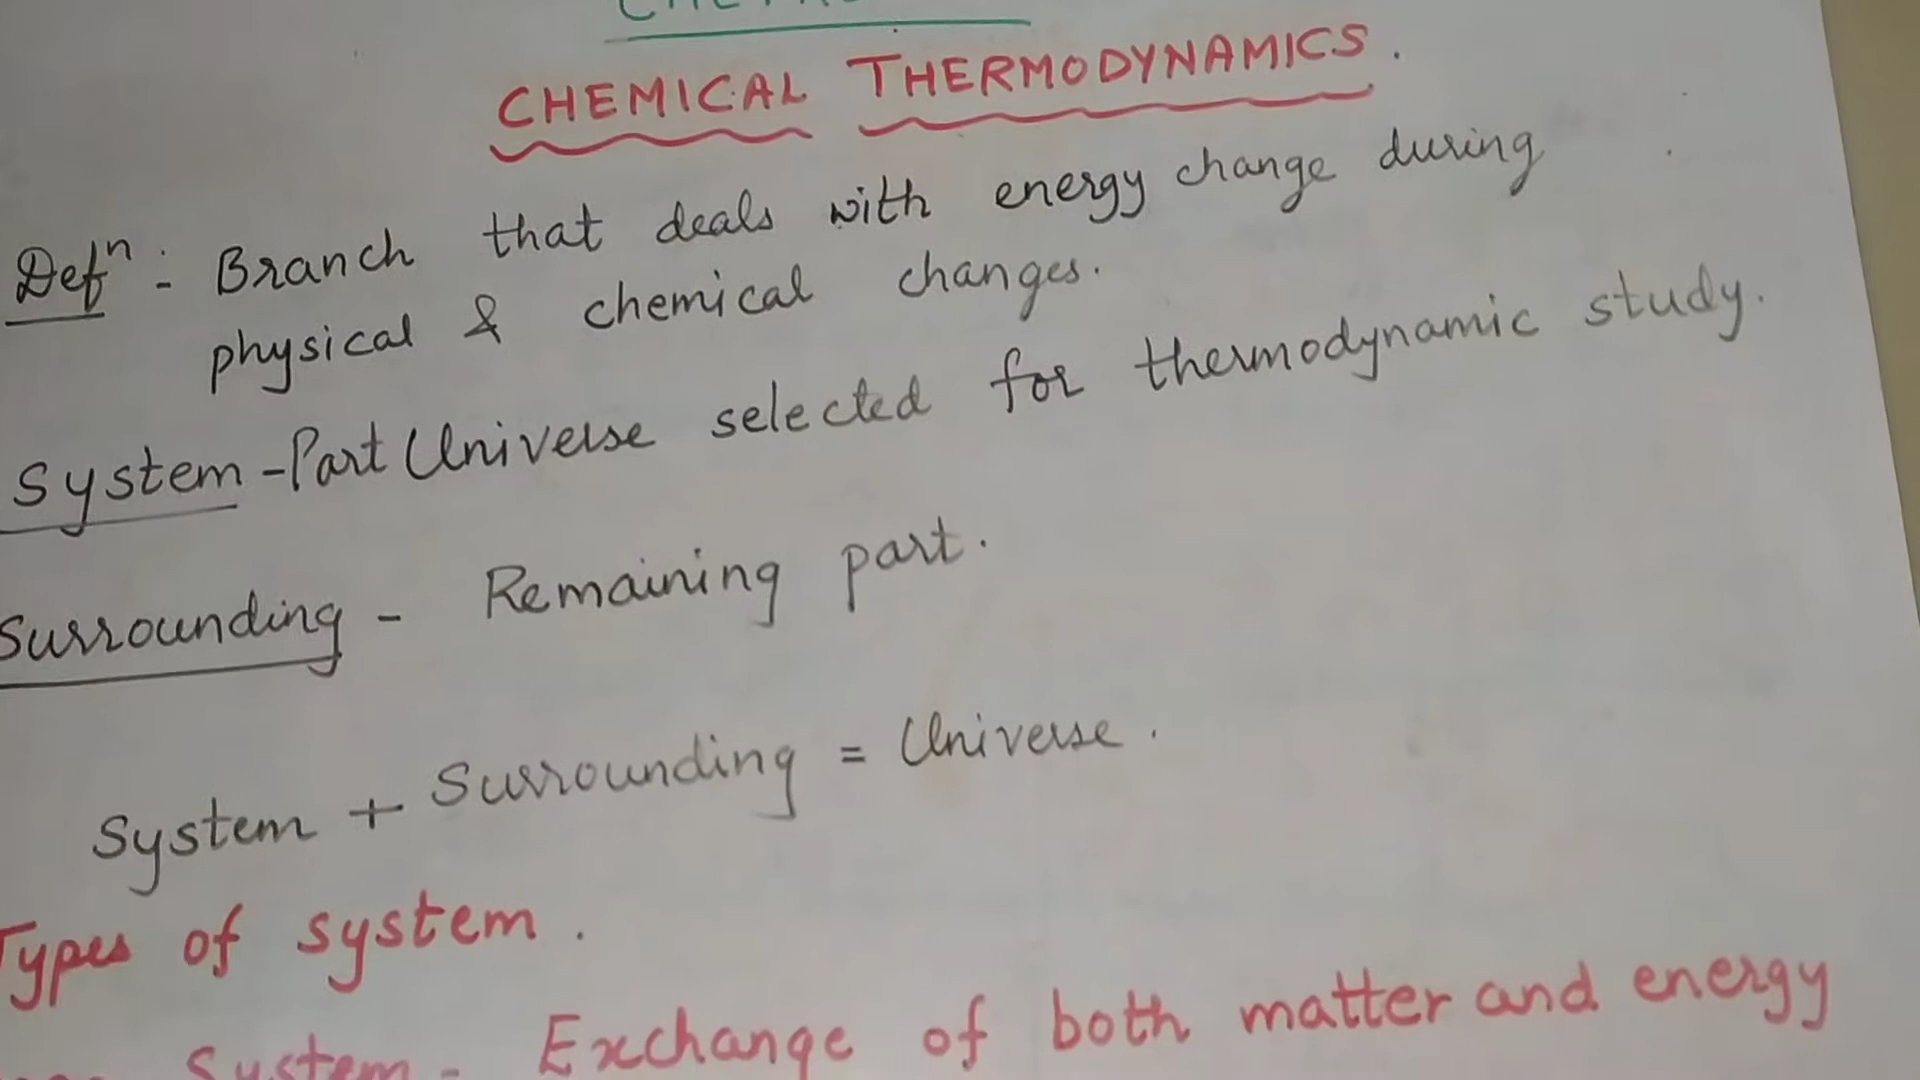 CHEMICAL THERMODYNAMICS.
Defⁿ :- Branch that deals with energy change during
physical & chemical changes.
System - Part Universe selected for thermodynamic study.
Surrounding - Remaining part.
System + Surrounding = Universe.
Types of system.
System - Exchange of both matter and energy